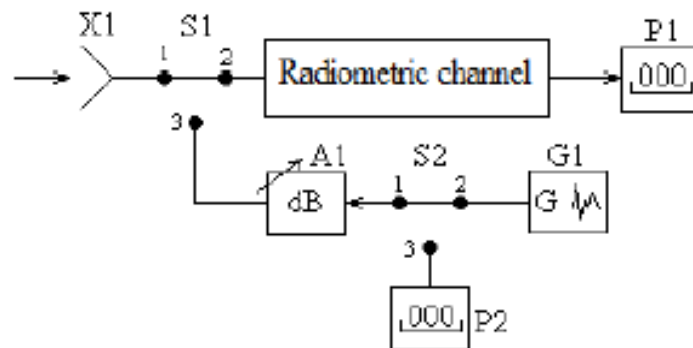 X1 S1 P1
1 2 Radiometric channel .000
3 A1 S2 G1
dB 1 2 G
3
.000 P2